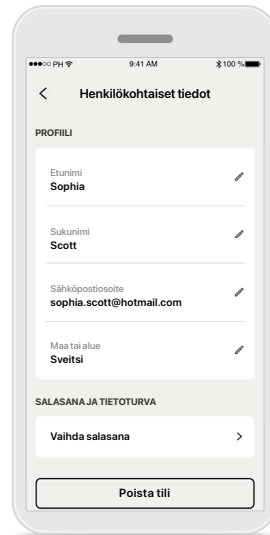 PH 9:41 AM 100 %
Henkilökohtaiset tiedot
PROFIILI
Etunimi
Sophia
Sukunimi
Scott
Sähköpostiosoite
sophia.scott@hotmail.com
Maa tai alue
Sveitsi
SALASANA JA TIETOTURVA
Vaihda salasana
Poista tili